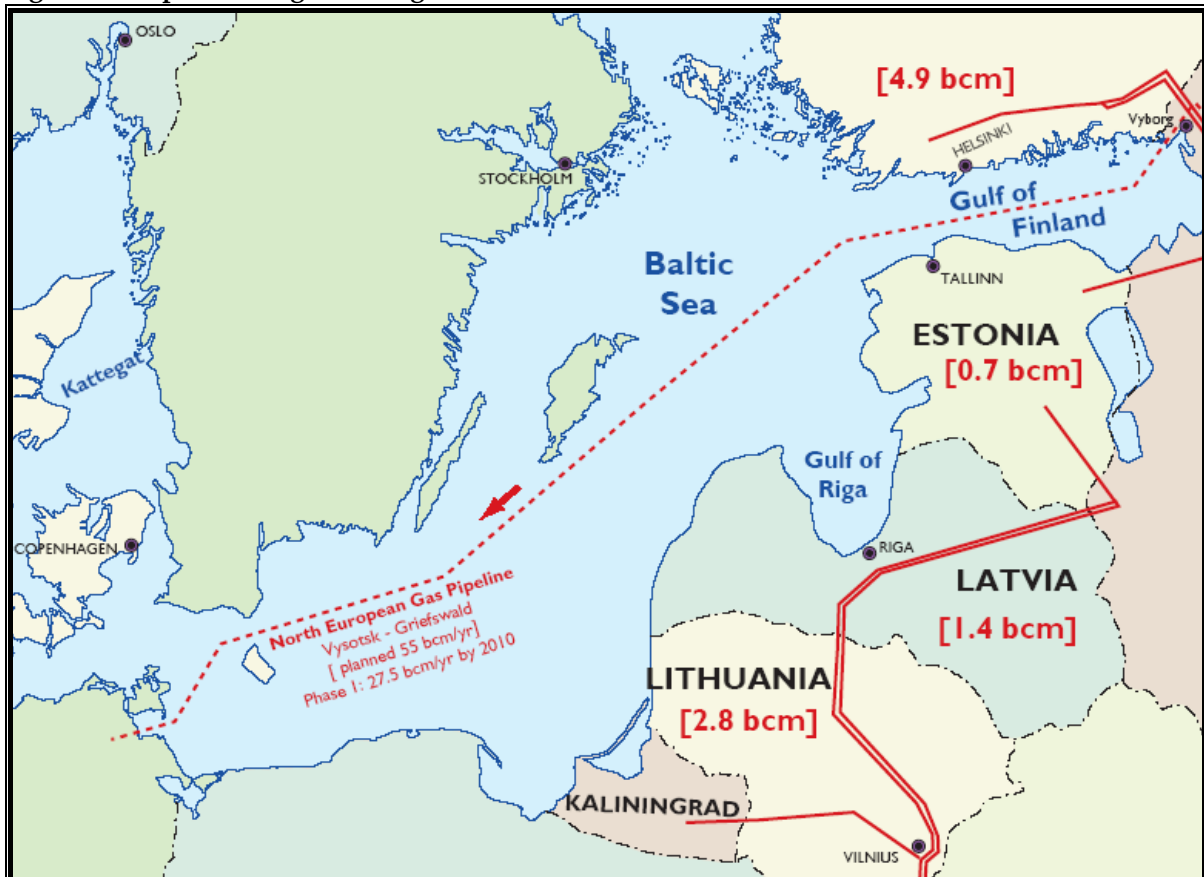 OSLO
[4.9 bcm]
Vyborg
HELSINKI
STOCKHOLM
Gulf of
Finland
Baltic
Sea
TALLINN
ESTONIA
[0.7 bcm]
Kattegat
Gulf of
Riga
COPENHAGEN
RIGA
LATVIA
[1.4 bcm]
North European Gas Pipeline
Vysotsk - Griefswald
[ planned 55 bcm/yr]
Phase 1: 27.5 bcm/yr by 2010
LITHUANIA
[2.8 bcm]
KALININGRAD
VILNIUS